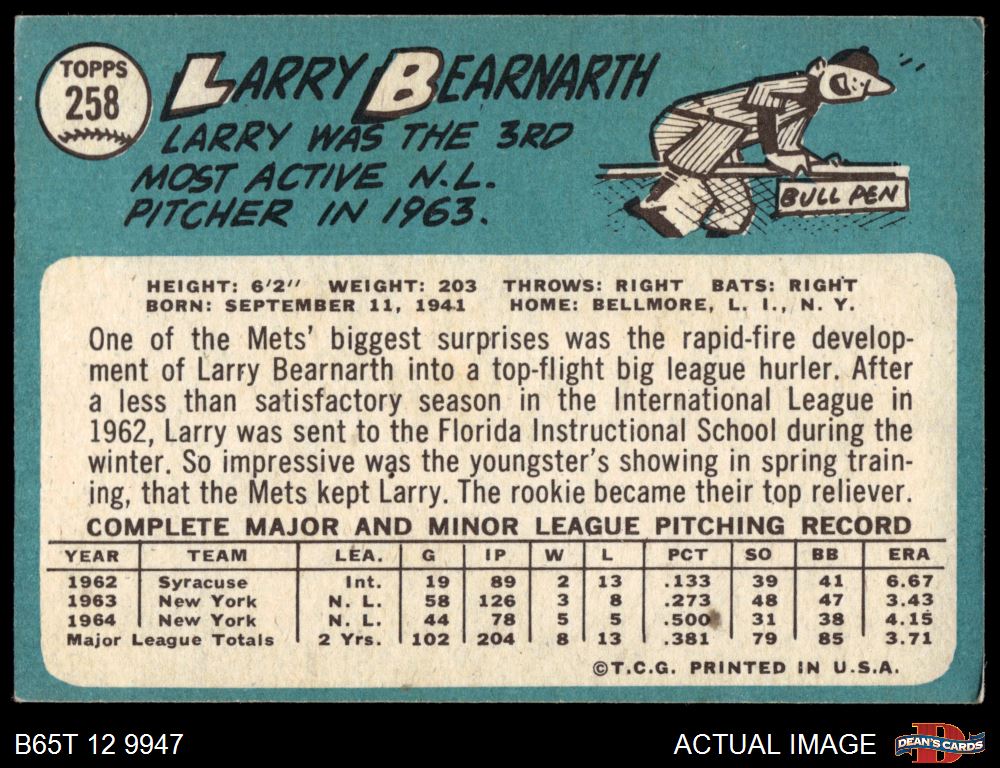 TOPPS
258
LARRY BEARNARTH
LARRY WAS THE 3RD
MOST ACTIVE N.L.
PITCHER IN 1963.
BULL PEN
HEIGHT: 6'2" WEIGHT: 203 THROWS: RIGHT BATS: RIGHT
BORN: SEPTEMBER 11, 1941 HOME: BELLMORE, L. I., N. Y.
One of the Mets' biggest surprises was the rapid-fire develop-
ment of Larry Bearnarth into a top-flight big league hurler. After
a less than satisfactory season in the International League in
1962, Larry was sent to the Florida Instructional School during the
winter. So impressive was the youngster's showing in spring train-
ing, that the Mets kept Larry. The rookie became their top reliever.
COMPLETE MAJOR AND MINOR LEAGUE PITCHING RECORD
YEAR TEAM LEA. G IP W L PCT SO BB ERA
1962 Syracuse Int. 19 89 2 13 .133 39 41 6.67
1963 New York N. L. 58 126 3 8 .273 48 47 3.43
1964 New York N. L. 44 78 5 5 .500 31 38 4.15
Major League Totals 2 Yrs. 102 204 8 13 .381 79 85 3.71
©T.C.G. PRINTED IN U.S.A.
B65T 12 9947
ACTUAL IMAGE
DEAN'S CARDS